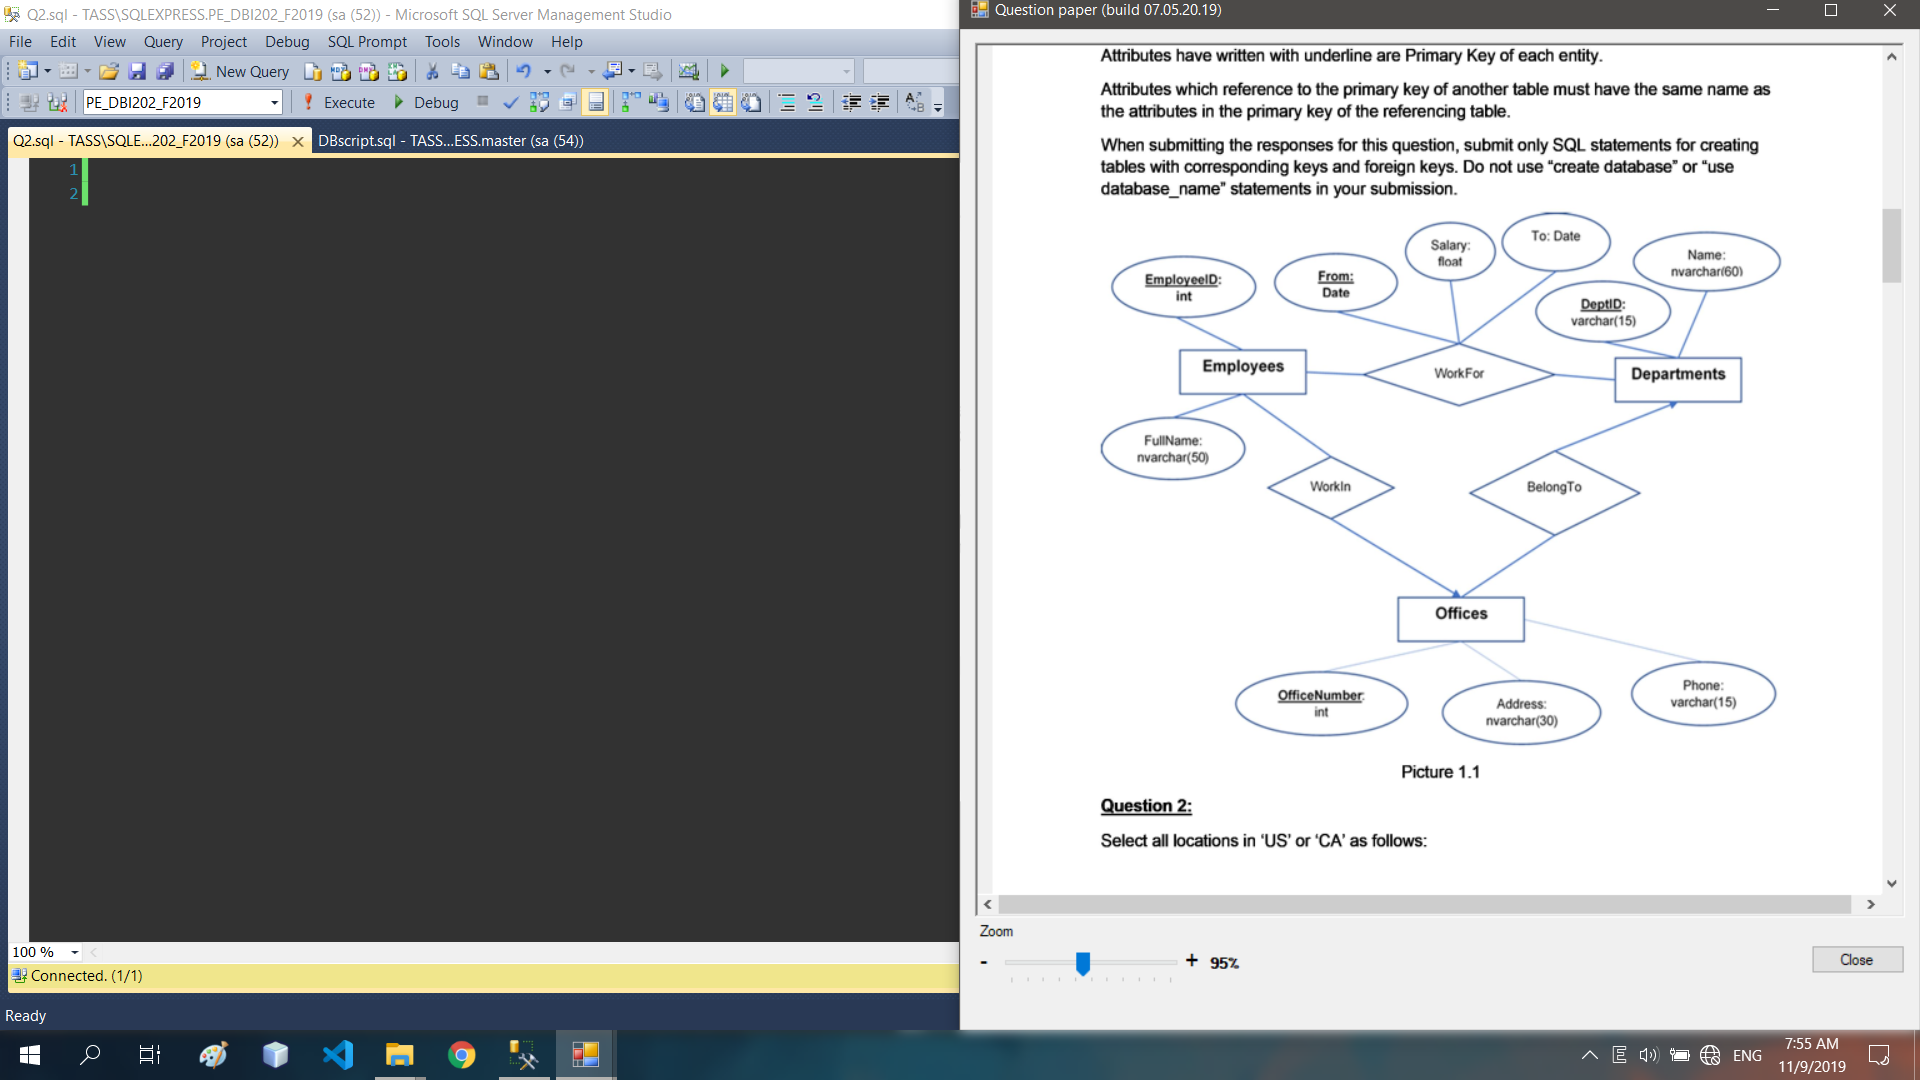 Q2.sql - TASS\SQLEXPRESS.PE_DBI202_F2019 (sa (52)) - Microsoft SQL Server Management Studio
File Edit View Query Project Debug SQL Prompt Tools Window Help
New Query
PE_DBI202_F2019
Execute
Debug
Q2.sql - TASS\SQLE...202_F2019 (sa (52))
DBscript.sql - TASS...ESS.master (sa (54))
1
2
100 %
Connected. (1/1)
Ready
Question paper (build 07.05.20.19)
Attributes have written with underline are Primary Key of each entity.
Attributes which reference to the primary key of another table must have the same name as
the attributes in the primary key of the referencing table.
When submitting the responses for this question, submit only SQL statements for creating
tables with corresponding keys and foreign keys. Do not use “create database” or “use
database_name” statements in your submission.
EmployeeID:
int
From:
Date
Salary:
float
To: Date
Name:
nvarchar(60)
DeptID:
varchar(15)
Employees
WorkFor
Departments
FullName:
nvarchar(50)
WorkIn
BelongTo
Offices
OfficeNumber:
int
Address:
nvarchar(30)
Phone:
varchar(15)
Picture 1.1
Question 2:
Select all locations in ‘US’ or ‘CA’ as follows:
Zoom
-
+
95%
Close
ENG
7:55 AM
11/9/2019